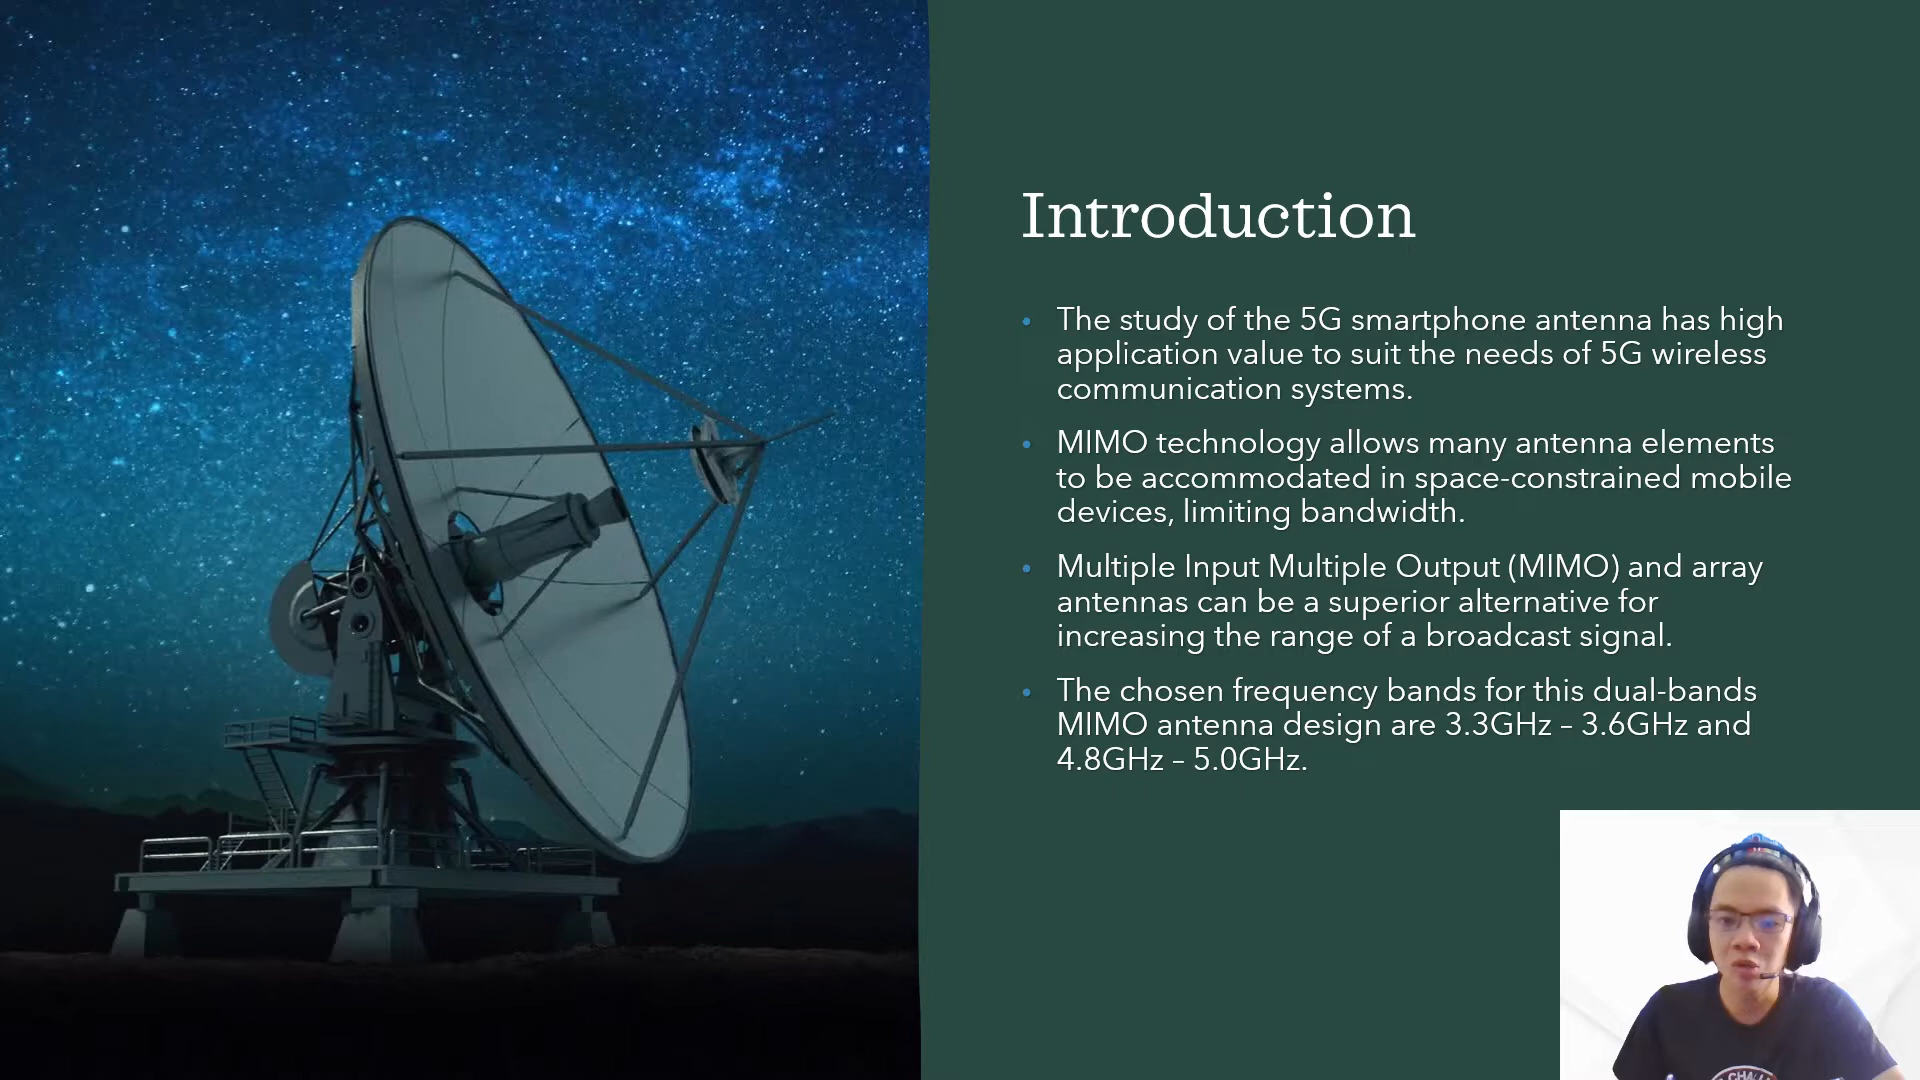 Introduction
• The study of the 5G smartphone antenna has high
application value to suit the needs of 5G wireless
communication systems.
• MIMO technology allows many antenna elements
to be accommodated in space-constrained mobile
devices, limiting bandwidth.
• Multiple Input Multiple Output (MIMO) and array
antennas can be a superior alternative for
increasing the range of a broadcast signal.
• The chosen frequency bands for this dual-bands
MIMO antenna design are 3.3GHz – 3.6GHz and
4.8GHz – 5.0GHz.